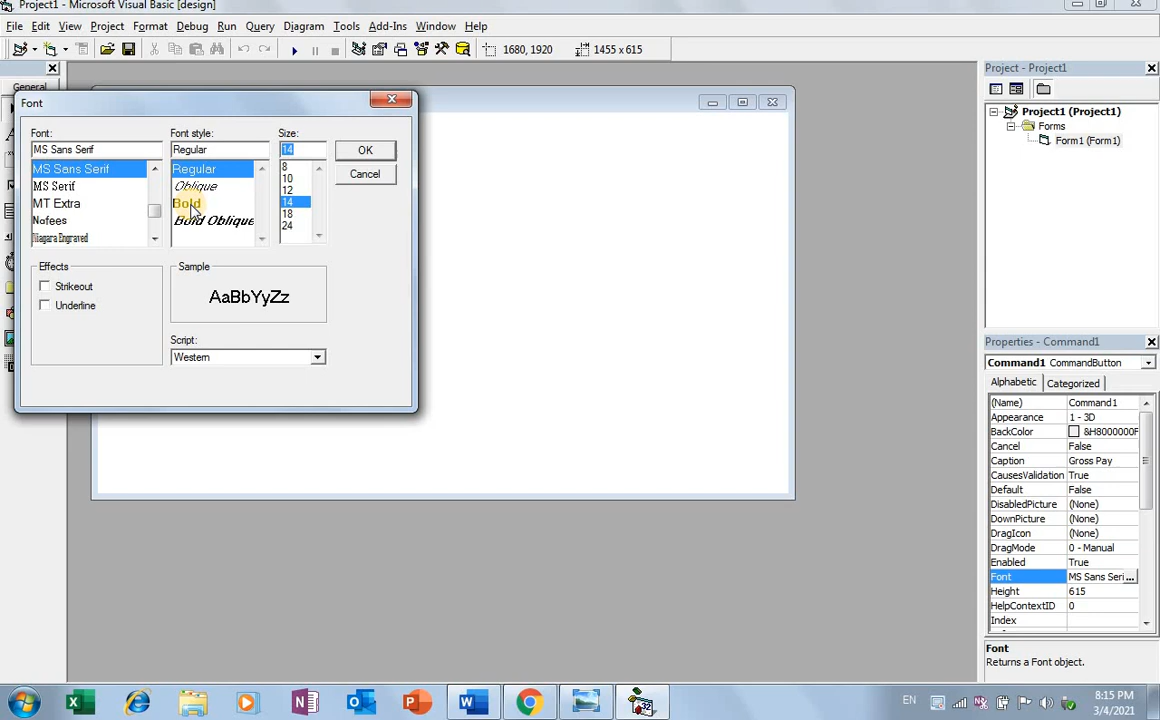 Project1 - Microsoft Visual Basic [design]
File Edit View Project Format Debug Run Query Diagram Tools Add-Ins Window Help
1680, 1920 1455 x 615
General
Font
Font: Font style: Size:
MS Sans Serif Regular 14 OK
MS Sans Serif Regular 8
MS Serif Oblique 10 Cancel
MT Extra Bold 12
Nafees Bold Oblique 14
Niagara Engraved 18
24
Effects Sample
Strikeout
Underline AaBbYyZz
Script:
Western
Project - Project1
Project1 (Project1)
Forms
Form1 (Form1)
Properties - Command1
Command1 CommandButton
Alphabetic Categorized
(Name) Command1
Appearance 1 - 3D
BackColor &H8000000F
Cancel False
Caption Gross Pay
CausesValidation True
Default False
DisabledPicture (None)
DownPicture (None)
DragIcon (None)
DragMode 0 - Manual
Enabled True
Font MS Sans Seri ...
Height 615
HelpContextID 0
Index
Font
Returns a Font object.
EN 8:15 PM
3/4/2021